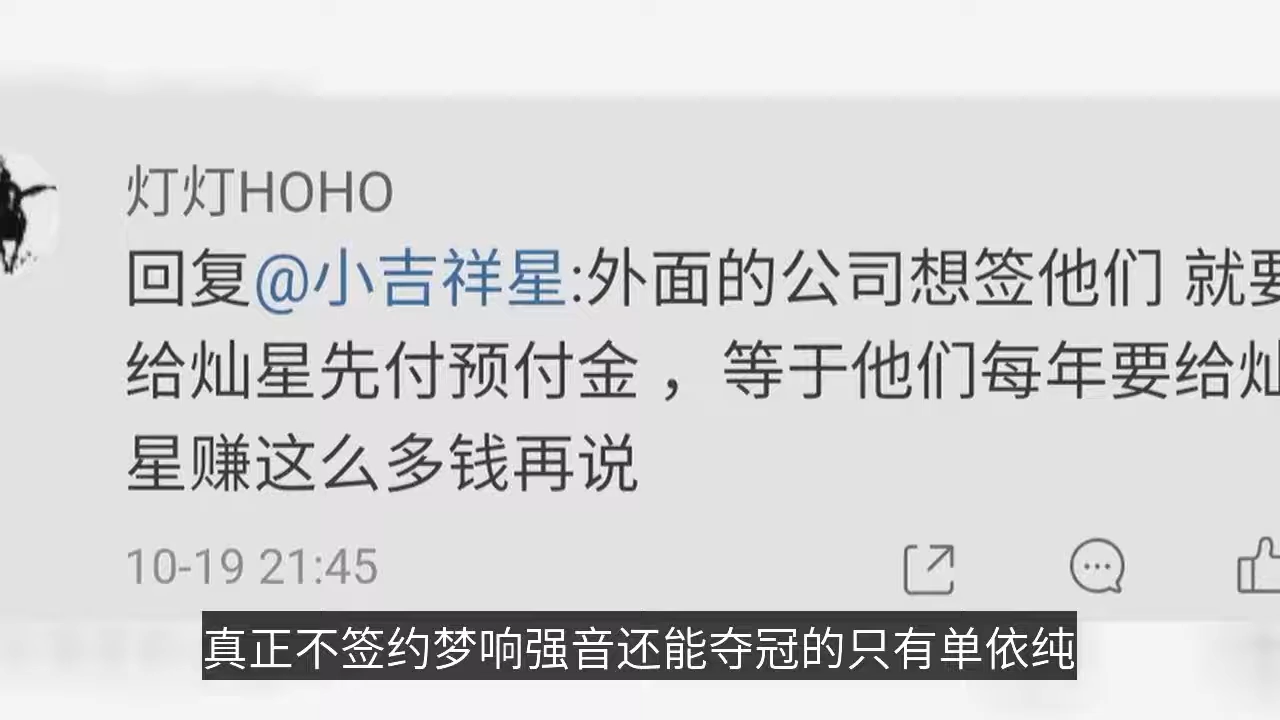 灯灯HOHO
回复@小吉祥星:外面的公司想签他们 就要
给灿星先付预付金，等于他们每年要给灿
星赚这么多钱再说
10-19 21:45
真正不签约梦响强音还能夺冠的只有单依纯